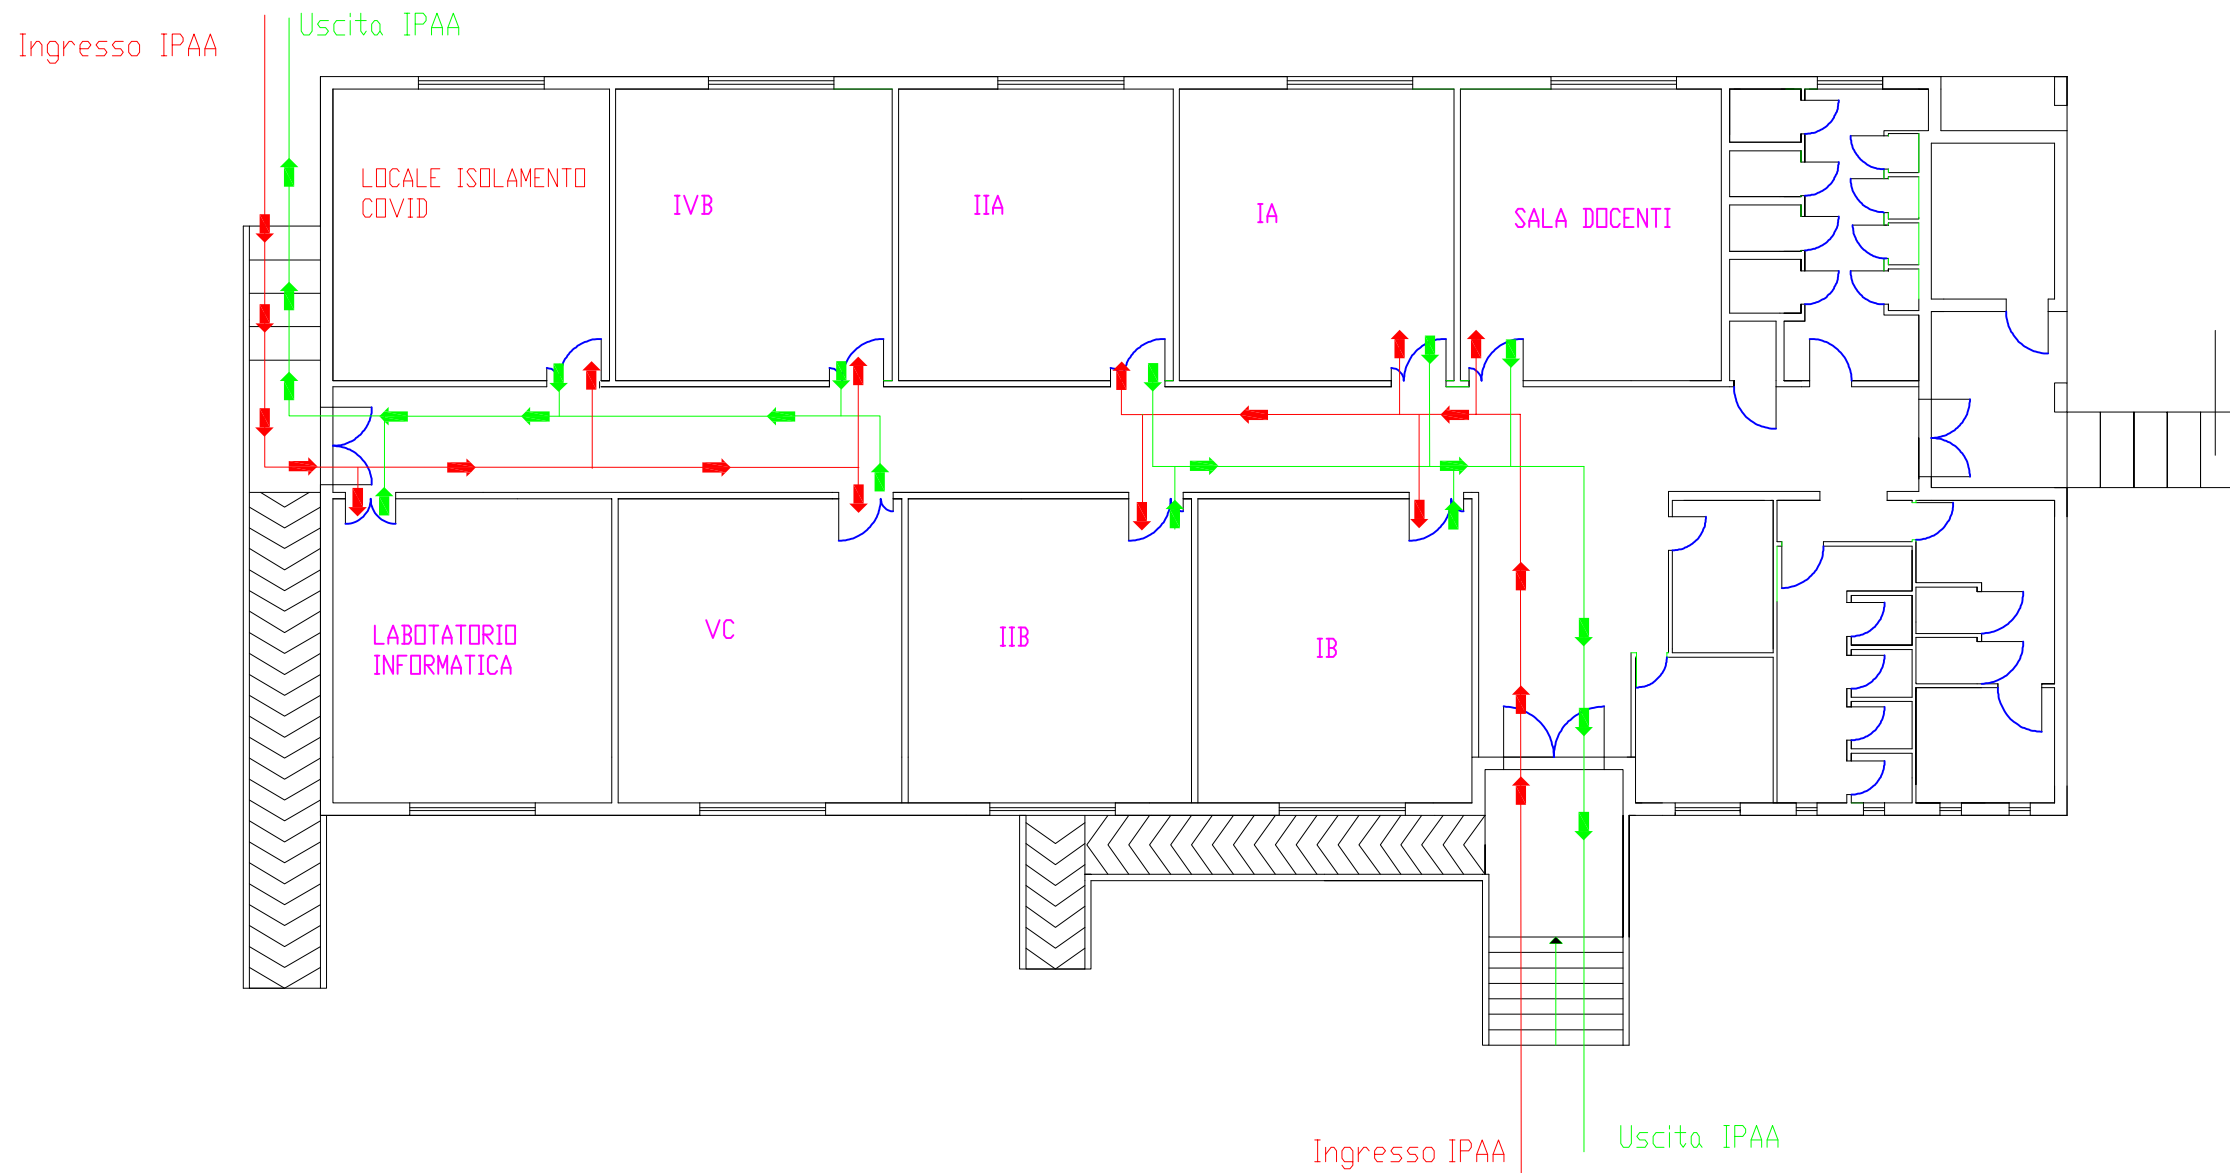 Uscita IPAA
Ingresso IPAA
LOCALE ISOLAMENTO
COVID
IVB
IIA
IA
SALA DOCENTI
LABOTATORIO
INFORMATICA
VC
IIB
IB
Ingresso IPAA
Uscita IPAA